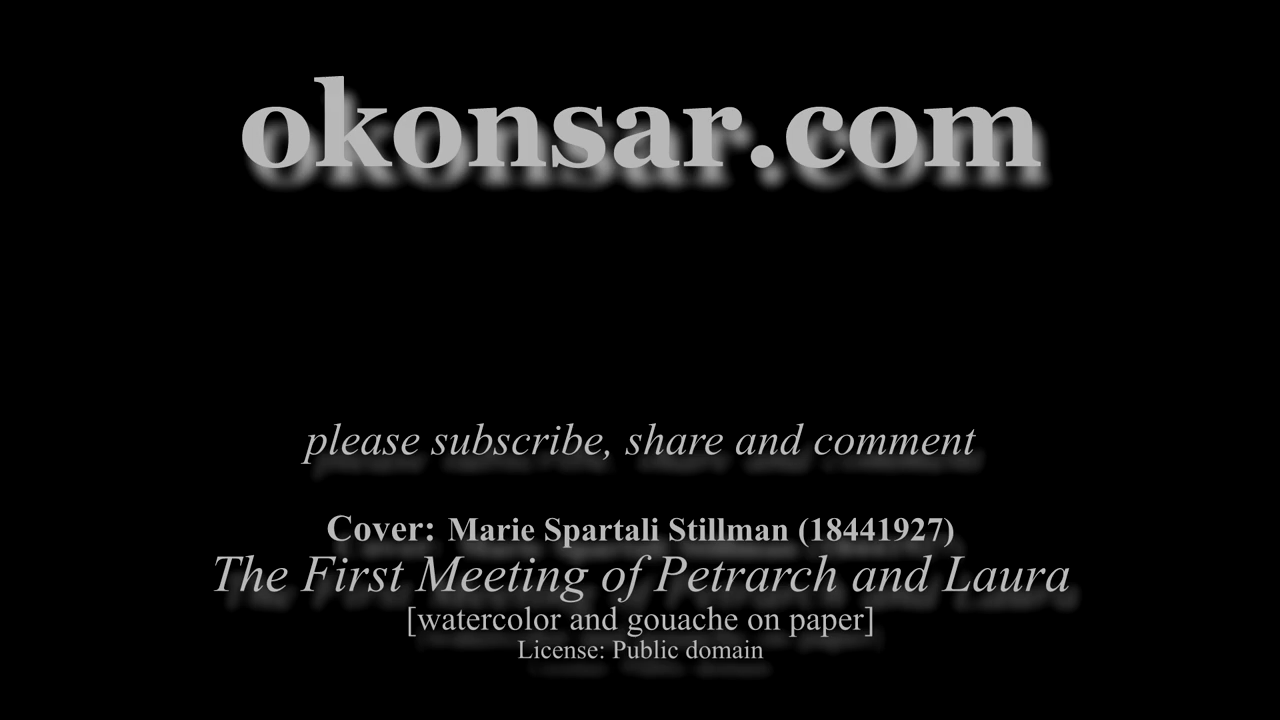 okonsar.com
please subscribe, share and comment
Cover: Marie Spartali Stillman (18441927)
The First Meeting of Petrarch and Laura
[watercolor and gouache on paper]
License: Public domain